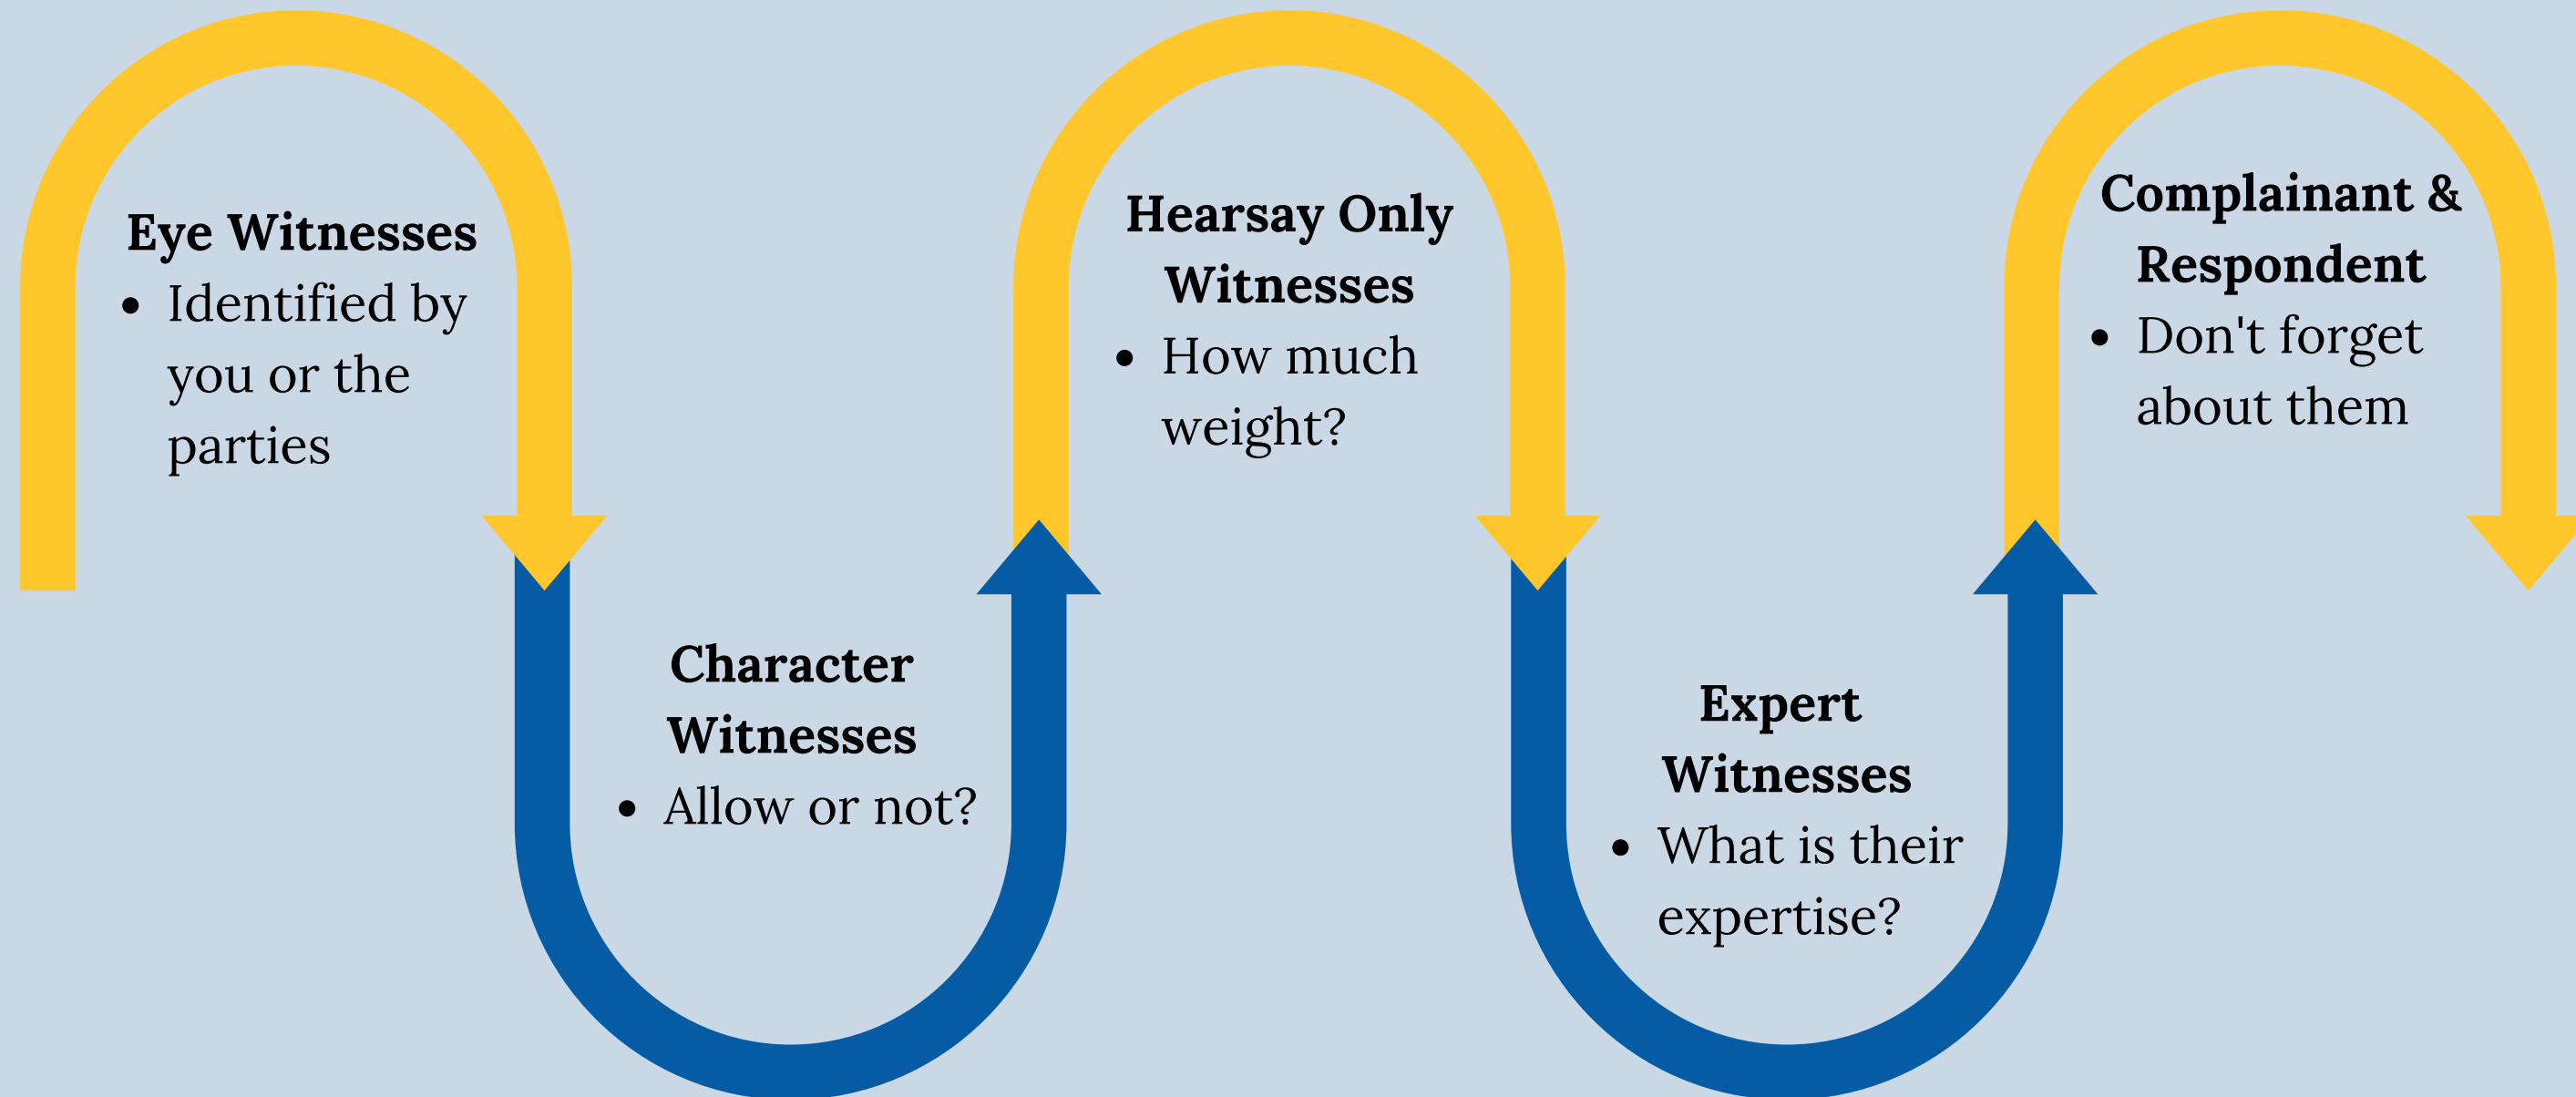 Eye Witnesses
• Identified by
you or the
parties
Character
Witnesses
• Allow or not?
Hearsay Only
Witnesses
• How much
weight?
Expert
Witnesses
• What is their
expertise?
Complainant &
Respondent
• Don't forget
about them